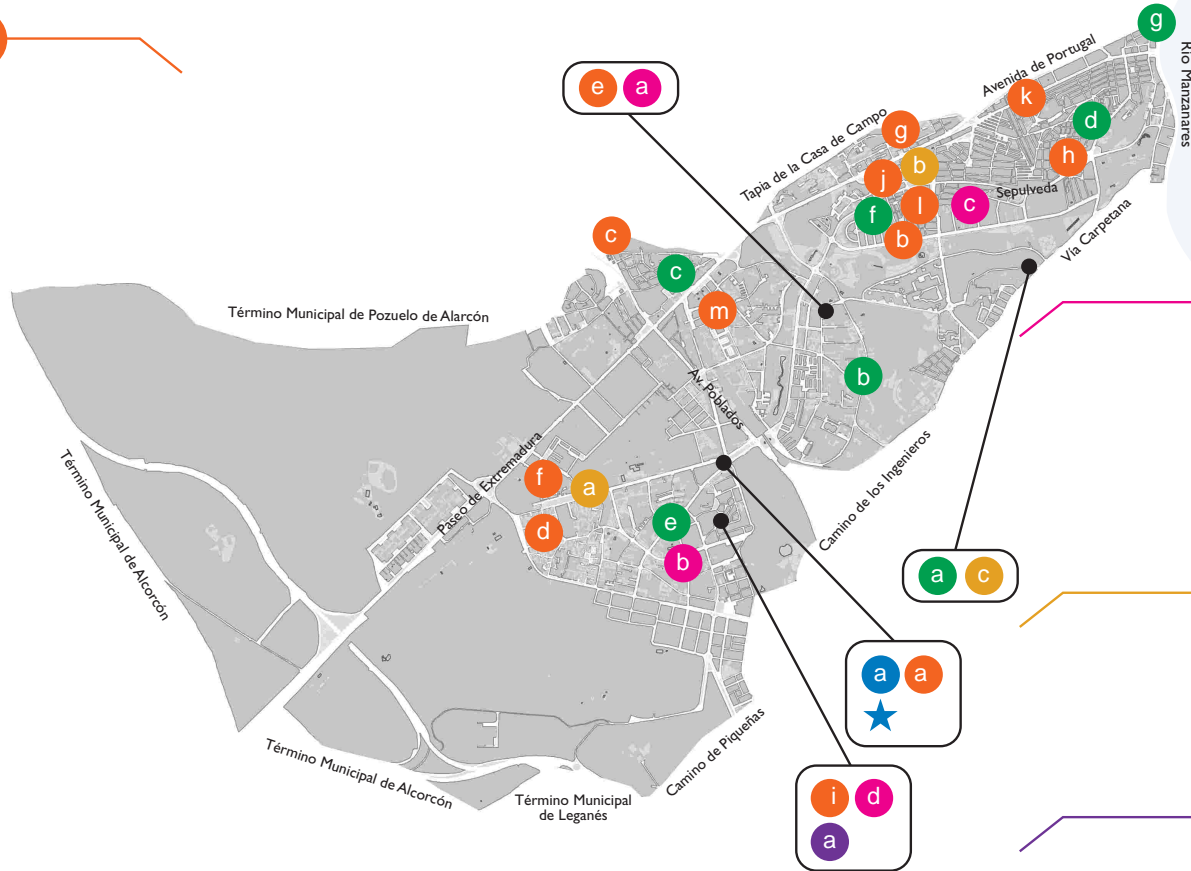 g
Río Manzanares
Avenida de Portugal
e a
k
d
Tapia de la Casa de Campo
g
h
b
j
Sepulveda
l
c
f
b
Vía Carpetana
c
c
Término Municipal de Pozuelo de Alarcón
m
b
Av. Poblados
Paseo de Extremadura
Camino de los Ingenieros
f
a
Término Municipal de Alcorcón
e
d
b
a c
a a
Camino de Piqueñas
Término Municipal de Alcorcón
Término Municipal
de Leganés
i d
a